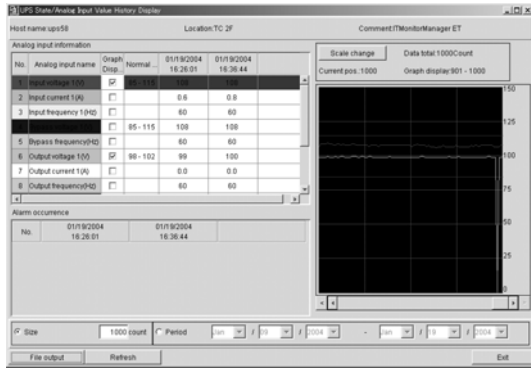 UPS State/Analog Input Value History Display
Host name:ups58 Location:TC 2F Comment:ITMonitorManager ET
Analog input information
No. Analog input name Graph Disp... Normal ... 01/19/2004 16:26:01 01/19/2004 16:36:44
1 Input voltage 1(V) 85 - 115 108 108
2 Input current 1(A) 0.6 0.8
3 Input frequency 1(Hz) 60 60
85 - 115 108 108
5 Bypass frequency(Hz) 60 60
6 Output voltage 1(V) 98 - 102 99 100
7 Output current 1(A) 0.0 0.0
8 Output frequency(Hz) 60 60
Scale change Data total:1000Count
Current pos.:1000 Graph display:901 - 1000
150
125
100
75
50
25
0
Alarm occurrence
No. 01/19/2004 16:26:01 01/19/2004 16:36:44
Size 1000 count Period Jan / 09 / 2004 - Jan / 19 / 2004
File output Refresh Exit